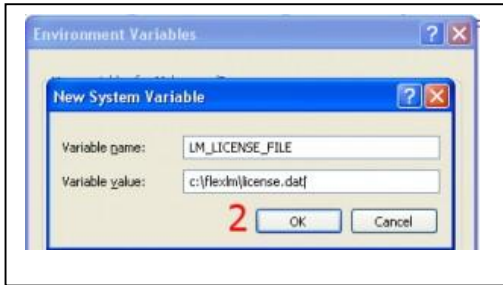 Environment Variables
New System Variable
Variable name:
LM_LICENSE_FILE
Variable value:
c:\flexlm\license.dat
2
OK
Cancel